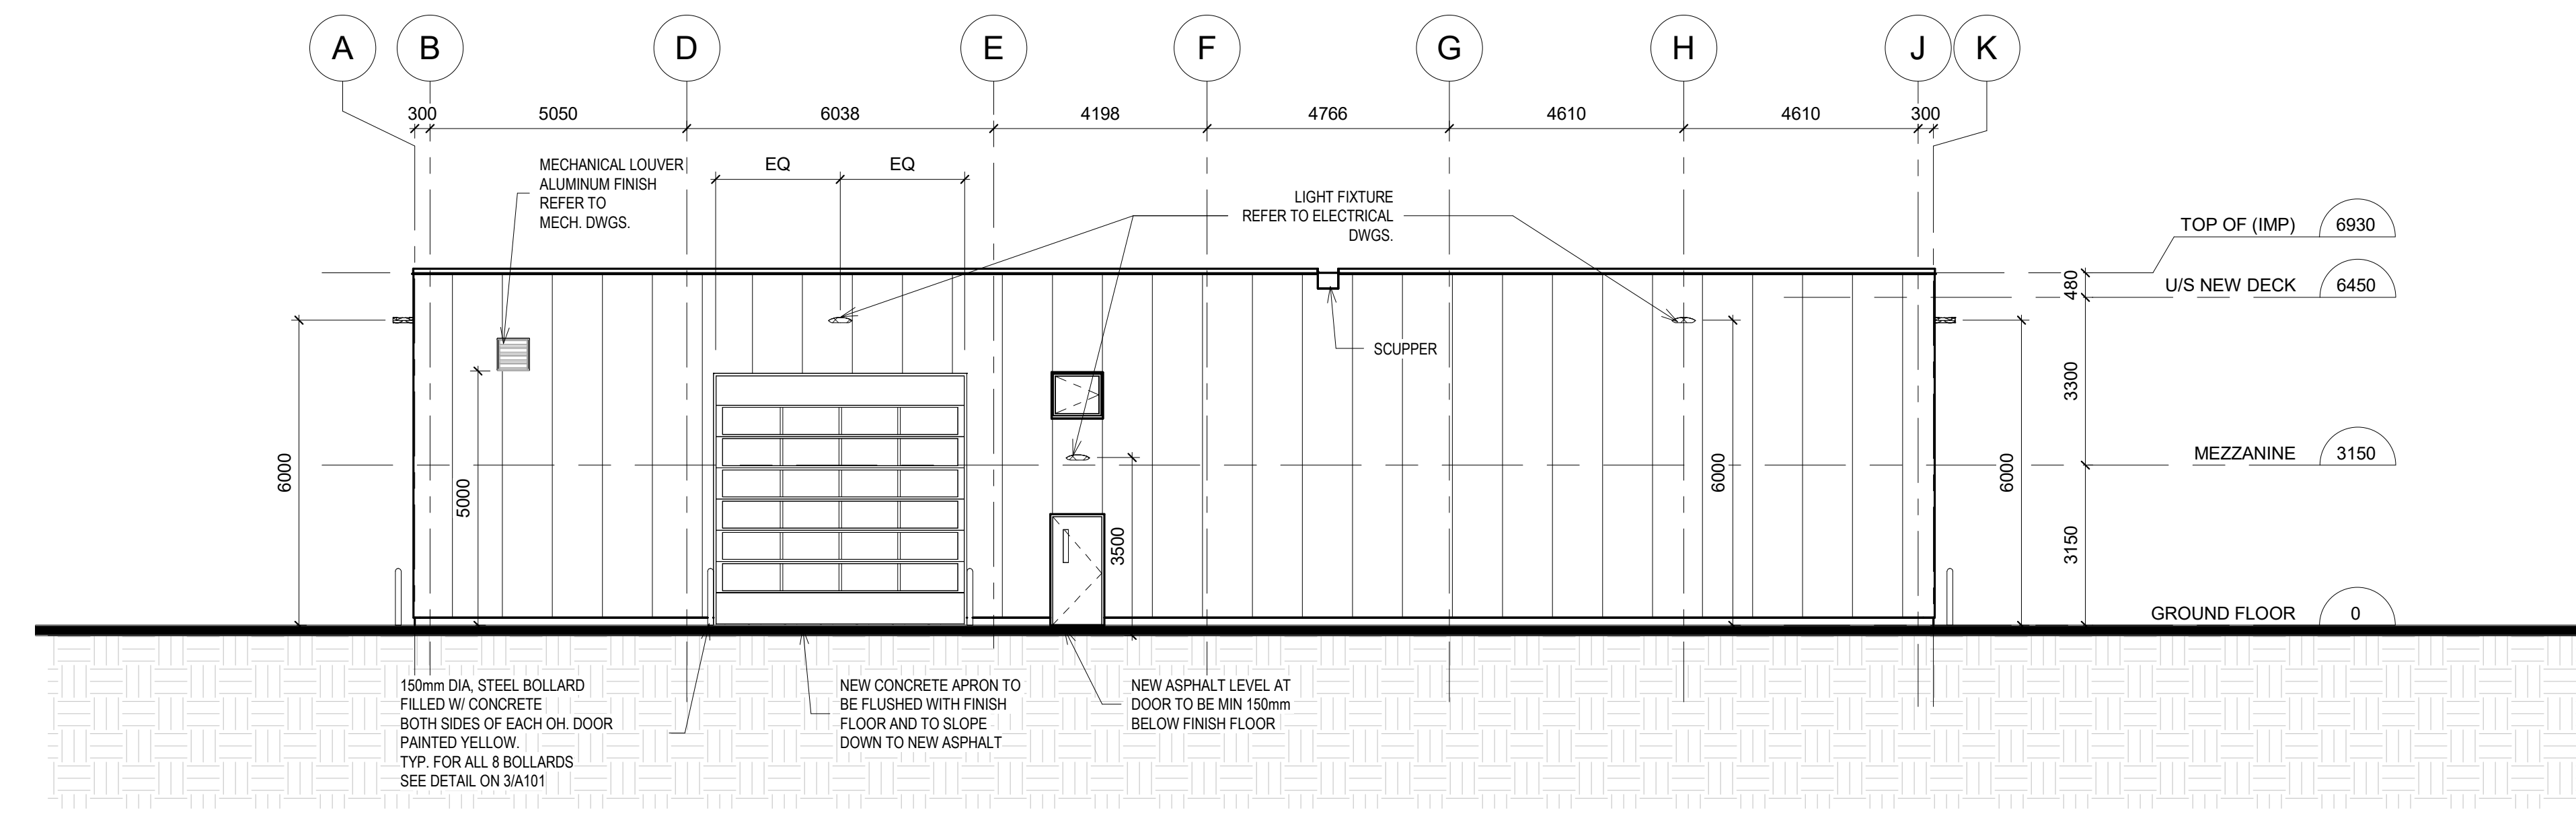 A B D E F G H J K
300 5050 6038 4198 4766 4610 4610 300
MECHANICAL LOUVER
ALUMINUM FINISH
REFER TO
MECH. DWGS.
EQ EQ
LIGHT FIXTURE
REFER TO ELECTRICAL
DWGS.
SCUPPER
TOP OF (IMP) 6930
U/S NEW DECK 6450
MEZZANINE 3150
GROUND FLOOR 0
480
3300
3150
6000
5000
3500
6000
6000
150mm DIA, STEEL BOLLARD
FILLED W/ CONCRETE
BOTH SIDES OF EACH OH. DOOR
PAINTED YELLOW.
TYP. FOR ALL 8 BOLLARDS
SEE DETAIL ON 3/A101
NEW CONCRETE APRON TO
BE FLUSHED WITH FINISH
FLOOR AND TO SLOPE
DOWN TO NEW ASPHALT
NEW ASPHALT LEVEL AT
DOOR TO BE MIN 150mm
BELOW FINISH FLOOR